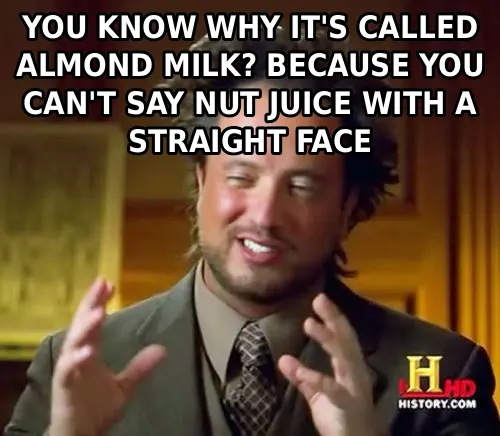 YOU KNOW WHY IT'S CALLED
ALMOND MILK? BECAUSE YOU
CAN'T SAY NUT JUICE WITH A
STRAIGHT FACE
H HD
HISTORY.COM